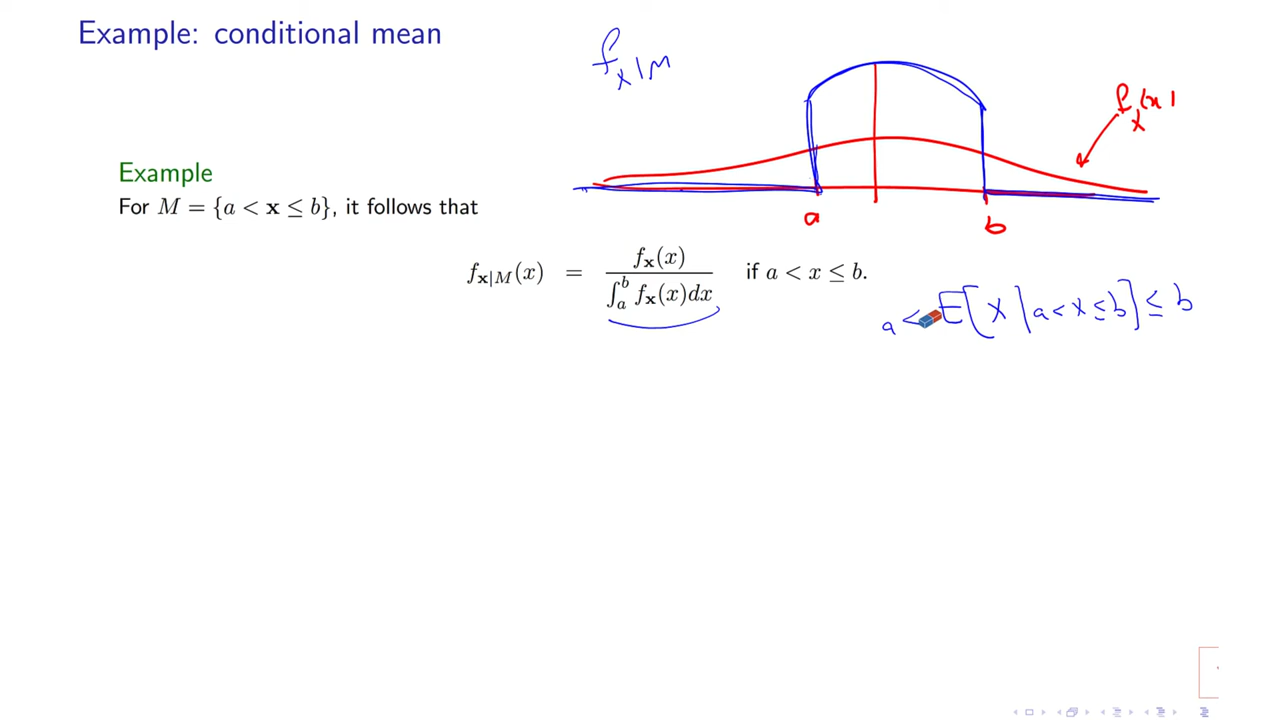 Example: conditional mean
f_{x|M}
f_x(x)
Example
For M = {a < x ≤ b}, it follows that
a
b
f_{x|M}(x) = f_x(x) / ∫_a^b f_x(x)dx if a < x ≤ b.
a < E[x | a < x ≤ b] ≤ b